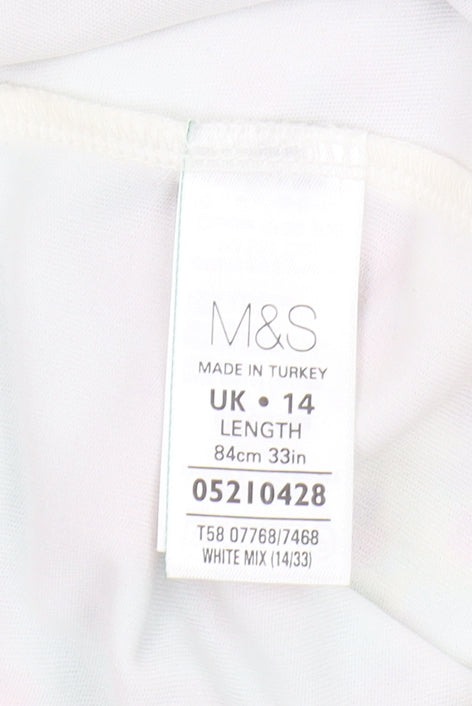 M&S
MADE IN TURKEY
UK • 14
LENGTH
84cm 33in
05210428
T58 07768/7468
WHITE MIX (14/33)